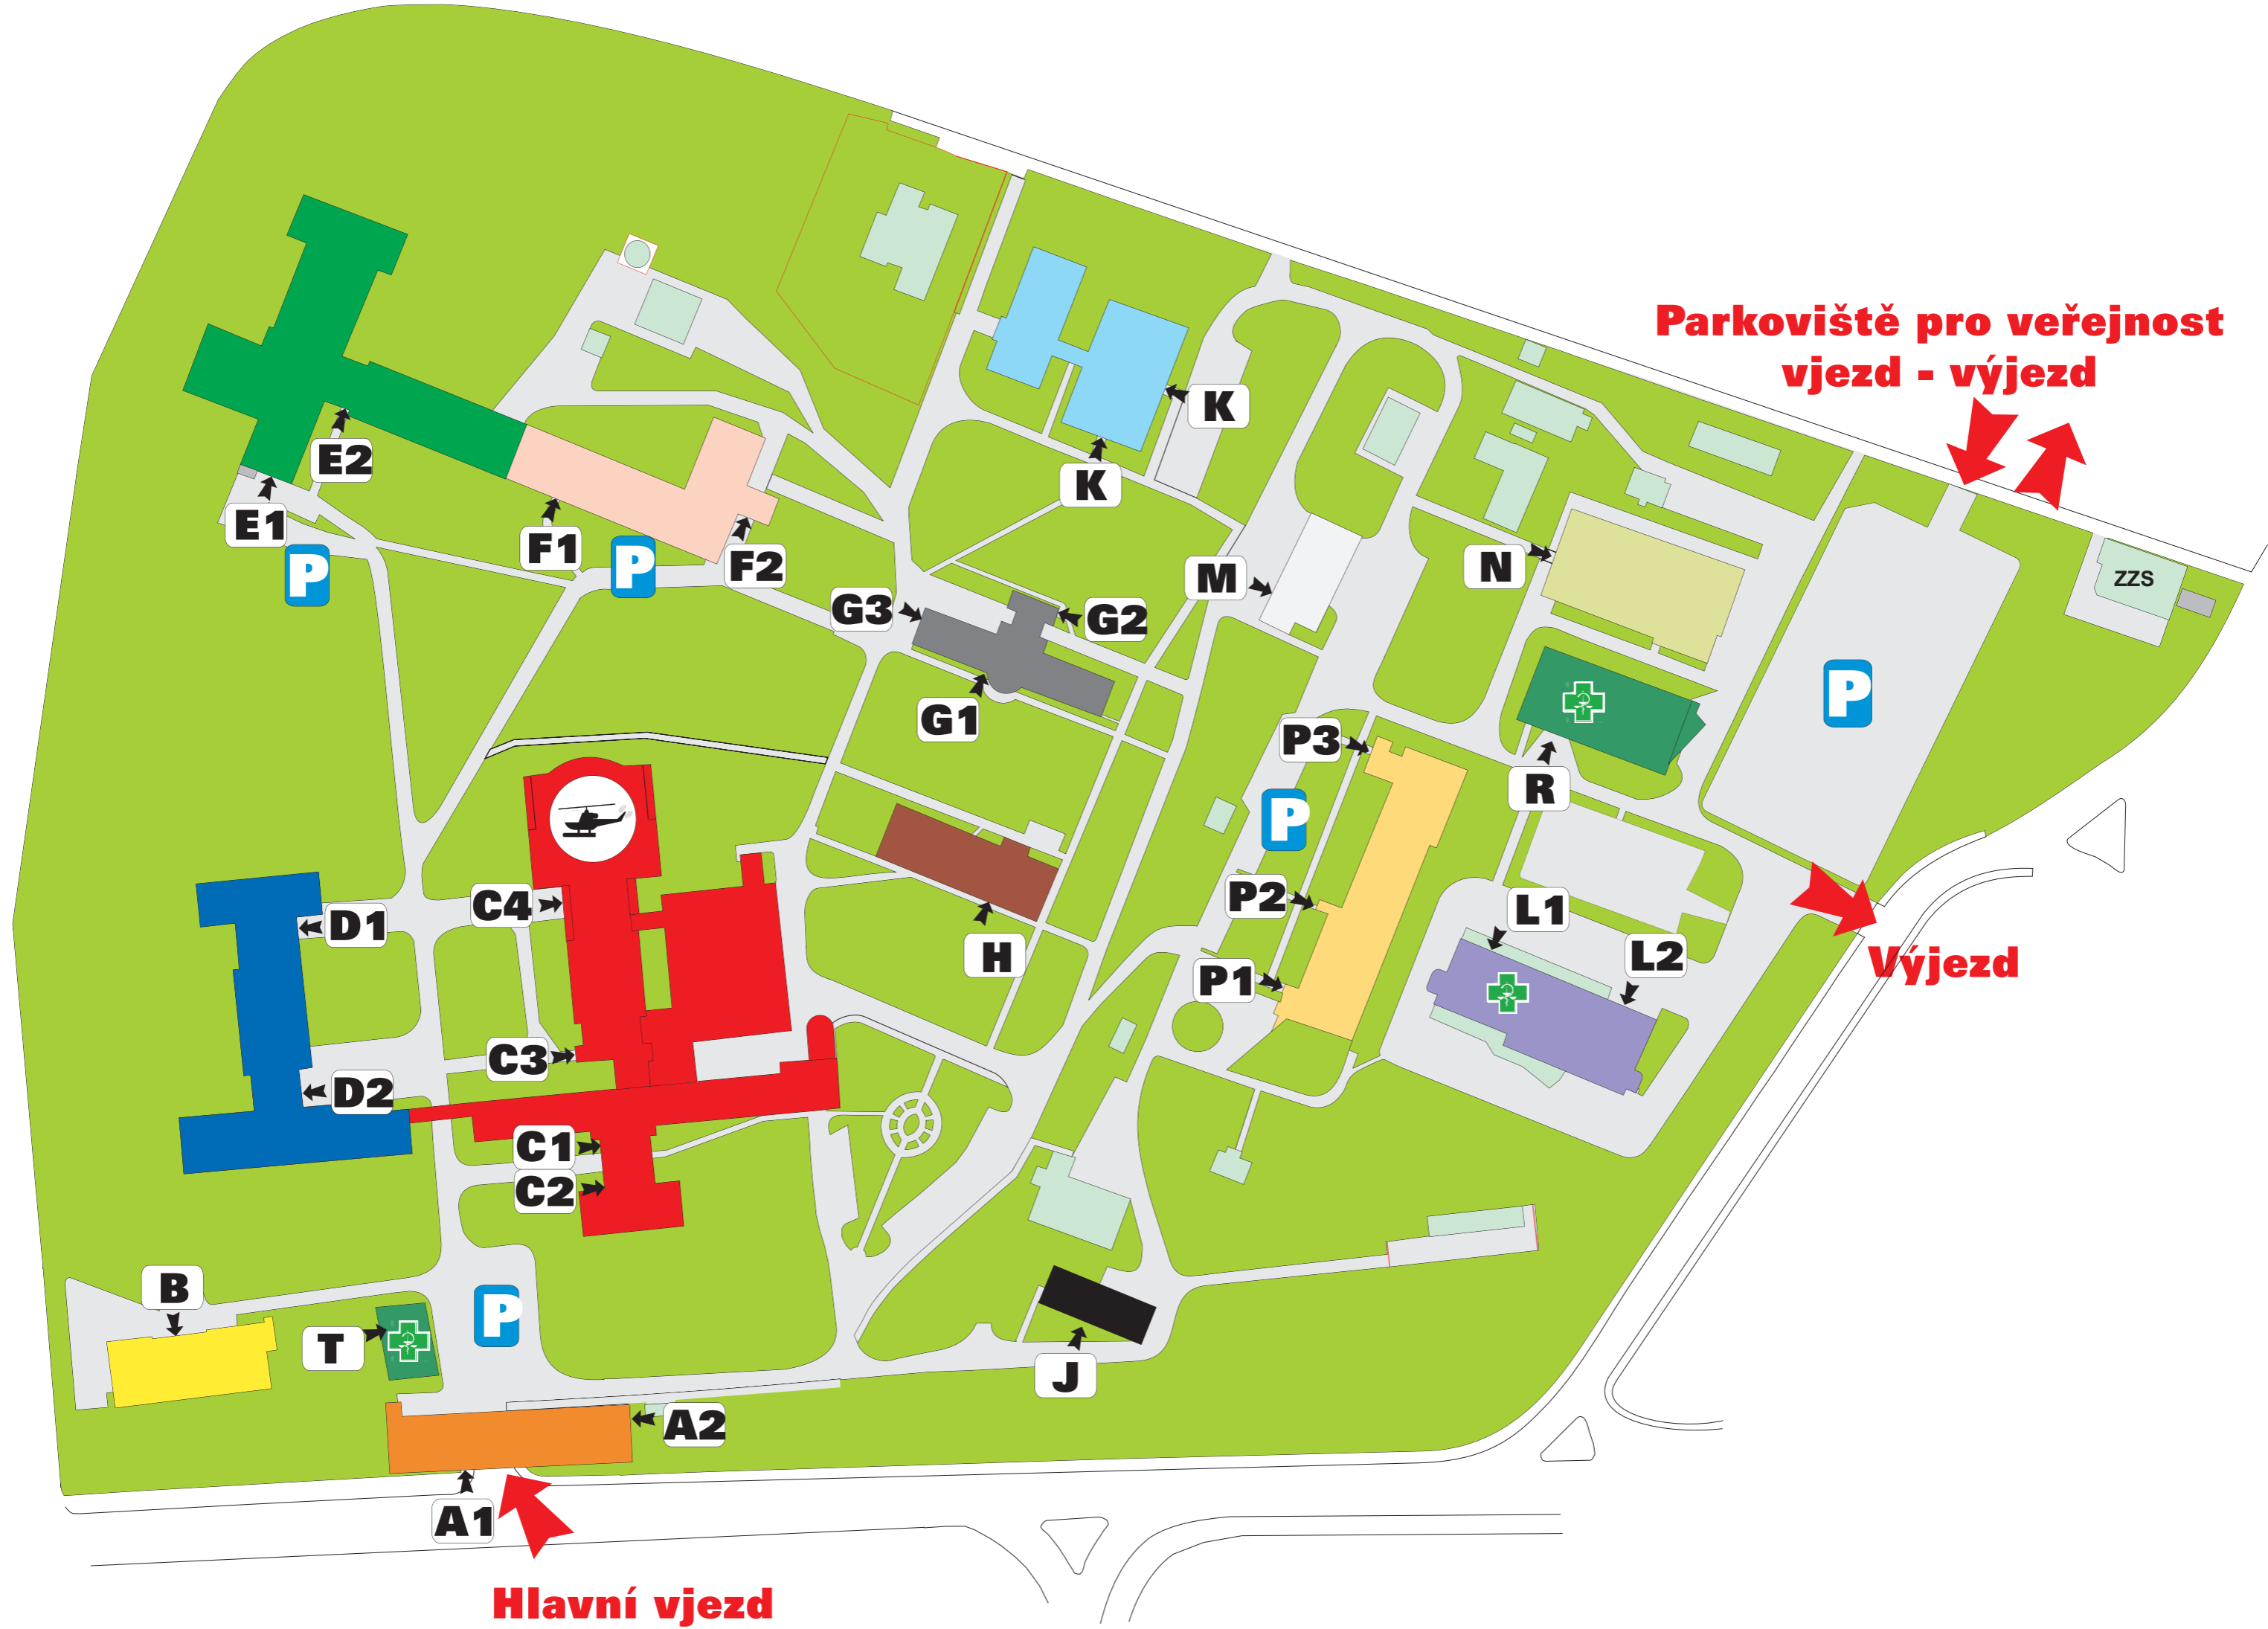 Parkoviště pro veřejnost
vjezd - výjezd
K
K
E2
E1
P
F1
P
F2
G3
G2
G1
M
N
ZZS
P
R
P3
P
P2
P1
L1
L2
H
C4
D1
C3
D2
C1
C2
Výjezd
B
T
P
J
A2
A1
Hlavní vjezd